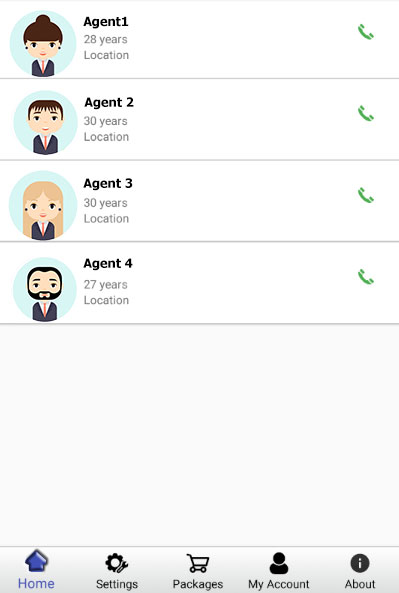 Agent1
28 years
Location
Agent 2
30 years
Location
Agent 3
30 years
Location
Agent 4
27 years
Location
Home Settings Packages My Account About